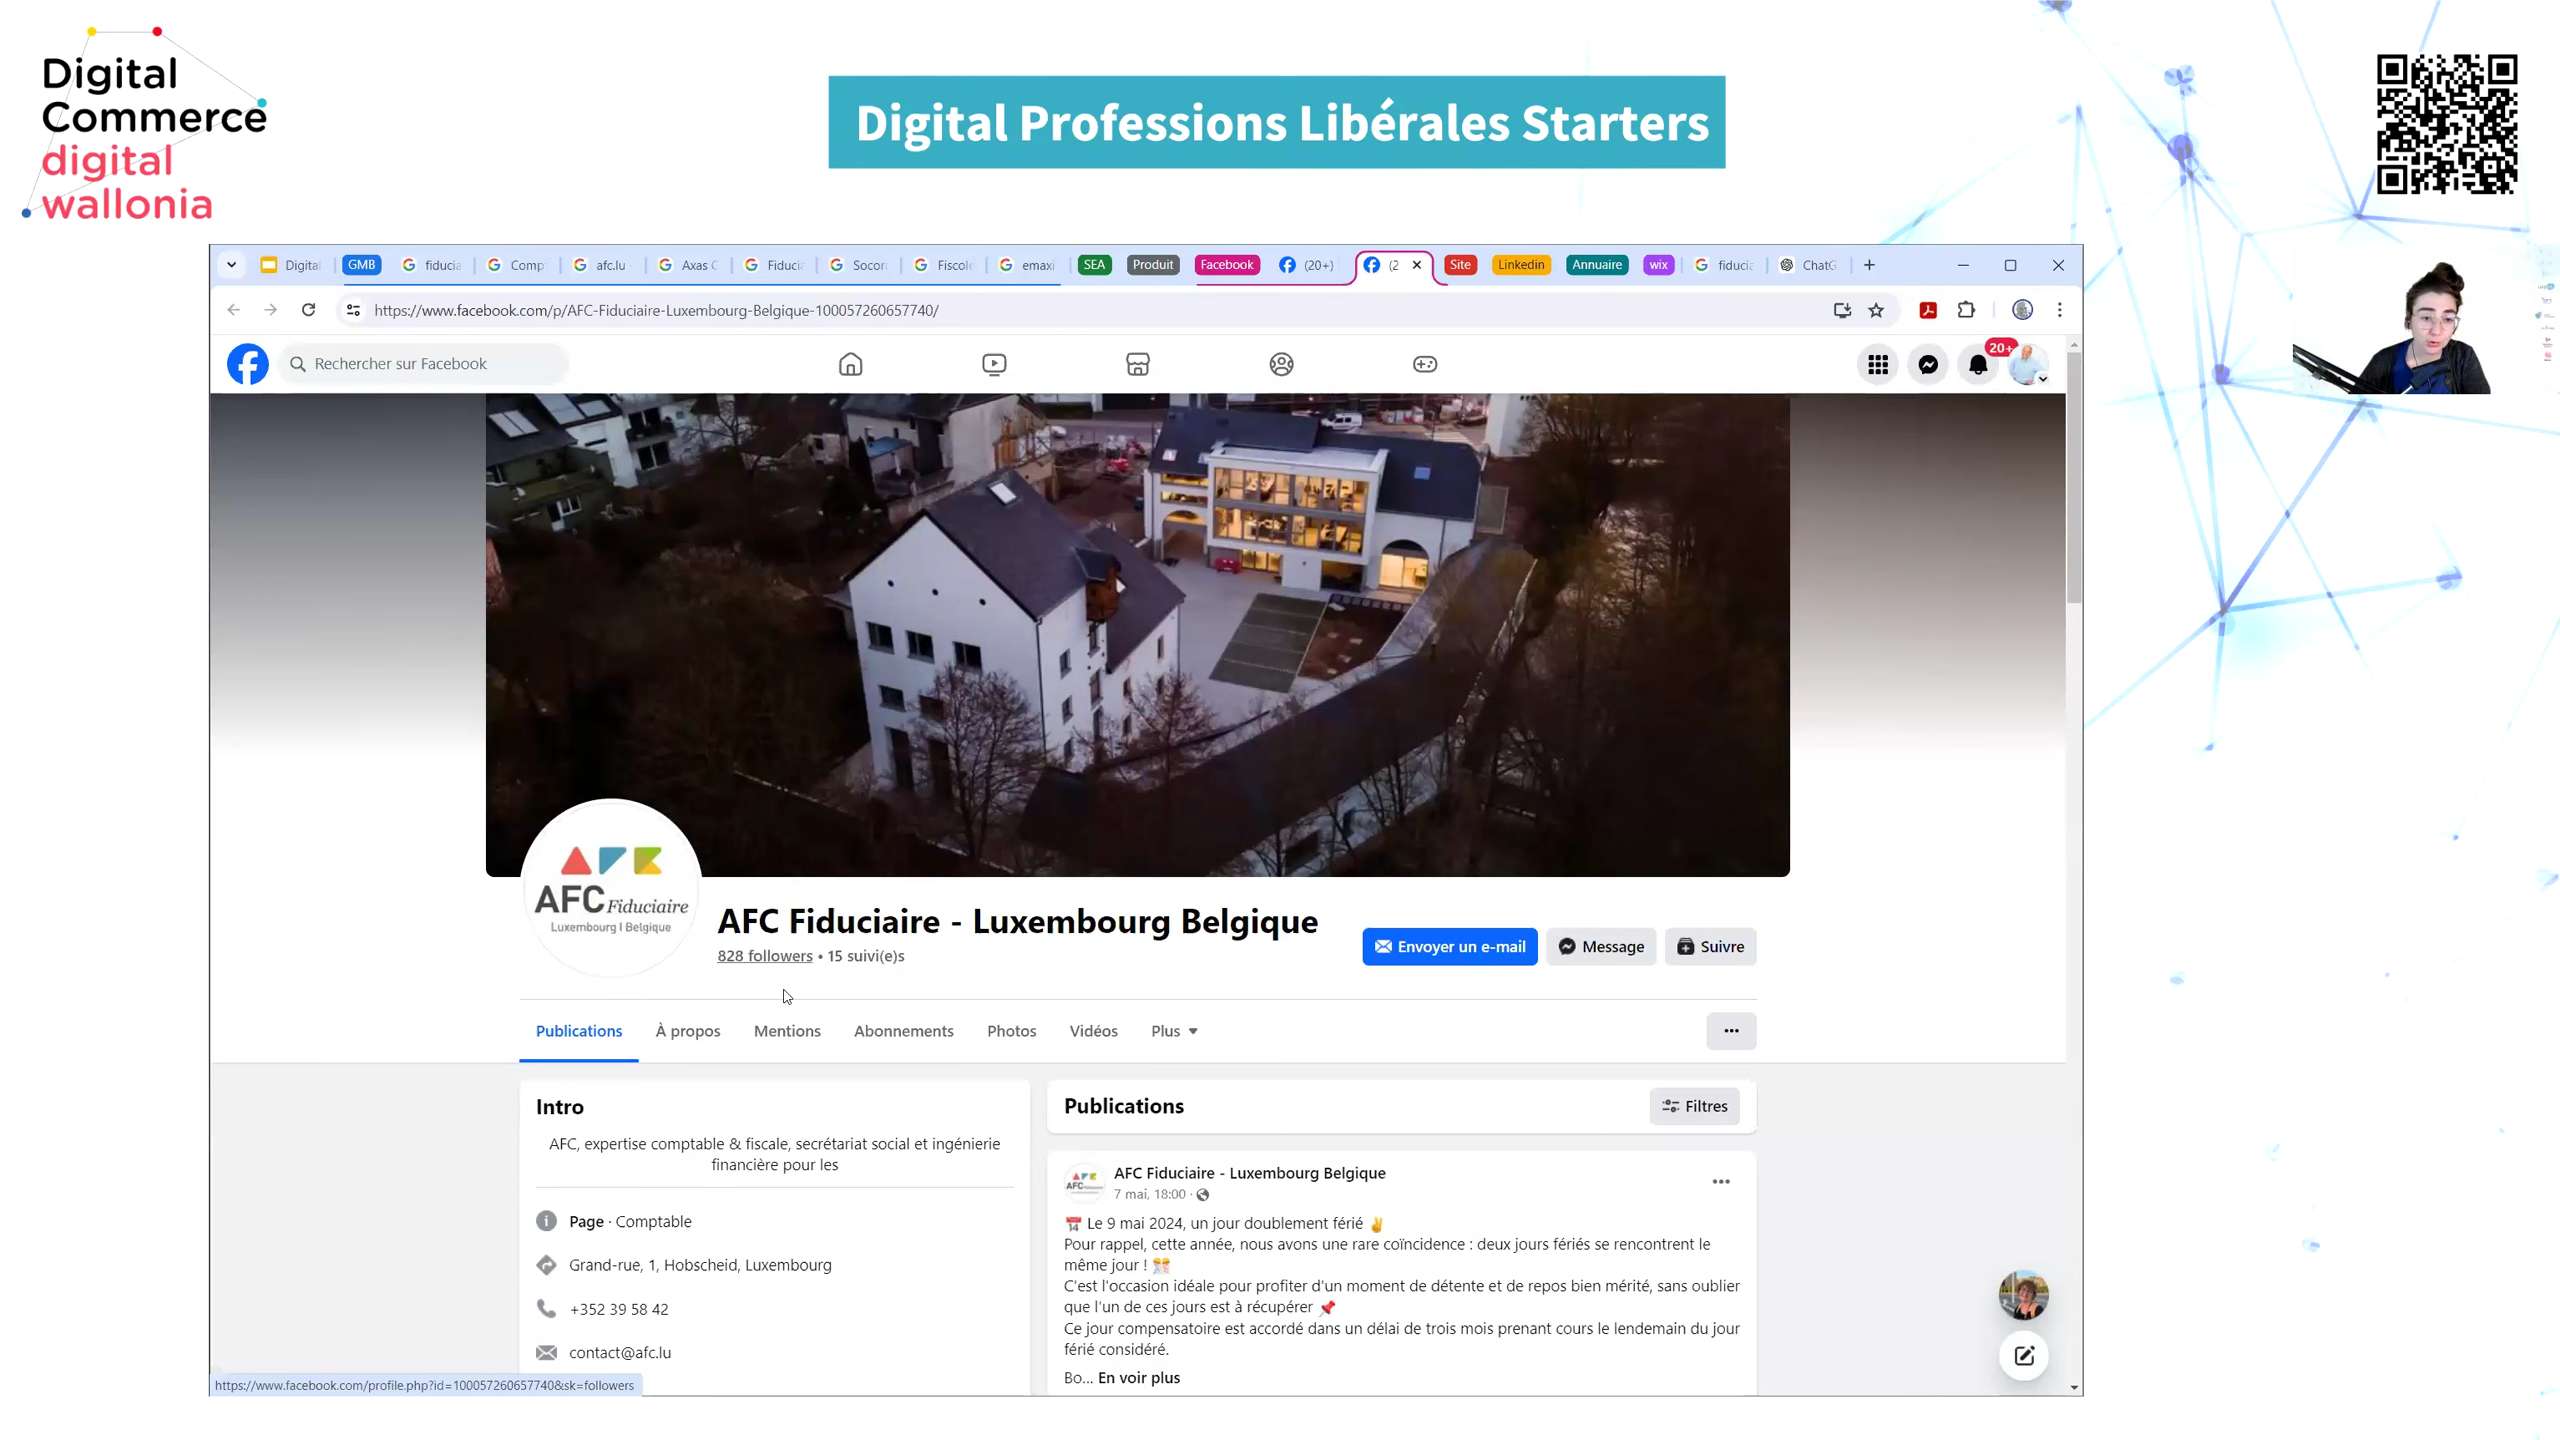 Digital
Commerce
digital
wallonia
Digital Professions Libérales Starters
Digital
GMB
fiducia
Comp
afc.lu -
Axas C
Fiducia
Socor
Fiscol
emaxi
SEA
Produit
Facebook
(20+)
(2
Site
Linkedin
Annuaire
wix
fiducia
ChatG
https://www.facebook.com/p/AFC-Fiduciaire-Luxembourg-Belgique-100057260657740/
Rechercher sur Facebook
20+
AFC Fiduciaire
Luxembourg I Belgique
AFC Fiduciaire - Luxembourg Belgique
828 followers • 15 suivi(e)s
Envoyer un e-mail
Message
Suivre
Publications
À propos
Mentions
Abonnements
Photos
Vidéos
Plus
Intro
AFC, expertise comptable & fiscale, secrétariat social et ingénierie
financière pour les
Page · Comptable
Grand-rue, 1, Hobscheid, Luxembourg
+352 39 58 42
contact@afc.lu
Publications
Filtres
AFC Fiduciaire - Luxembourg Belgique
7 mai, 18:00 ·
📅 Le 9 mai 2024, un jour doublement férié ✌
Pour rappel, cette année, nous avons une rare coïncidence : deux jours fériés se rencontrent le
même jour ! 🎊
C'est l'occasion idéale pour profiter d'un moment de détente et de repos bien mérité, sans oublier
que l'un de ces jours est à récupérer 📌
Ce jour compensatoire est accordé dans un délai de trois mois prenant cours le lendemain du jour
férié considéré.
Bo... En voir plus
https://www.facebook.com/profile.php?id=100057260657740&sk=followers